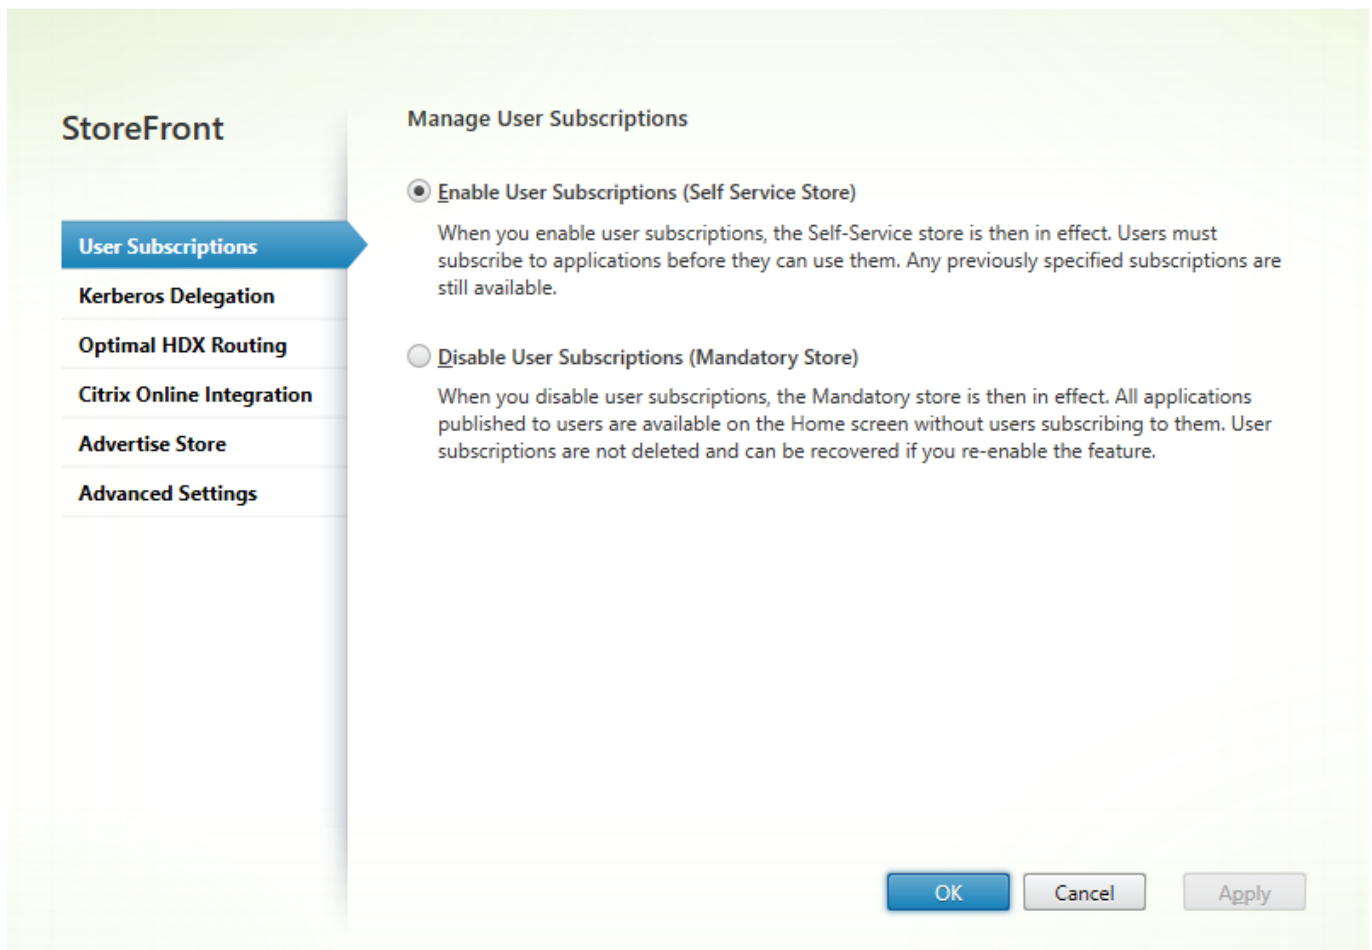 StoreFront
User Subscriptions
Kerberos Delegation
Optimal HDX Routing
Citrix Online Integration
Advertise Store
Advanced Settings
Manage User Subscriptions
Enable User Subscriptions (Self Service Store)
When you enable user subscriptions, the Self-Service store is then in effect. Users must
subscribe to applications before they can use them. Any previously specified subscriptions are
still available.
Disable User Subscriptions (Mandatory Store)
When you disable user subscriptions, the Mandatory store is then in effect. All applications
published to users are available on the Home screen without users subscribing to them. User
subscriptions are not deleted and can be recovered if you re-enable the feature.
OK
Cancel
Apply